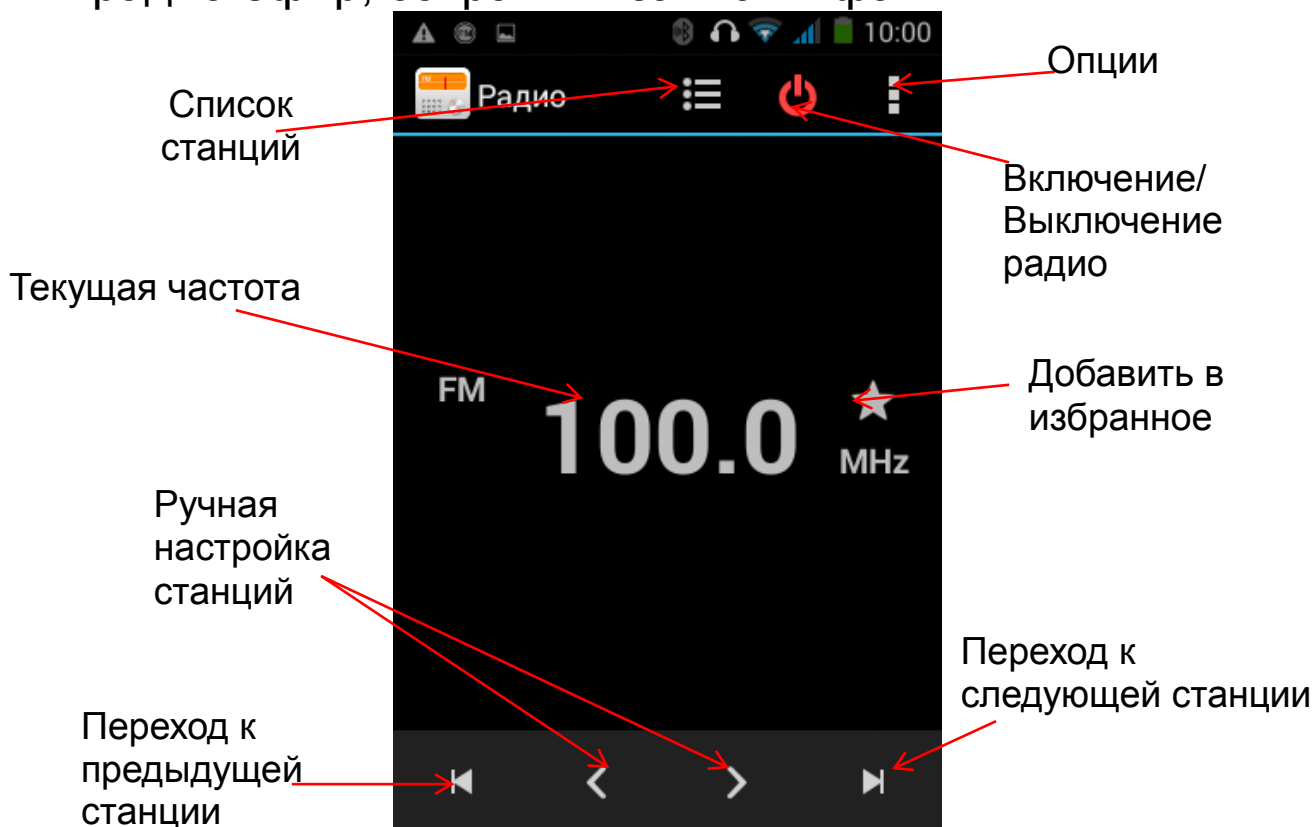 10:00
Радио
Опции
Список
станций
Включение/
Выключение
радио
Текущая частота
FM
100.0
MHz
Добавить в
избранное
Ручная
настройка
станций
Переход к
следующей станции
Переход к
предыдущей
станции